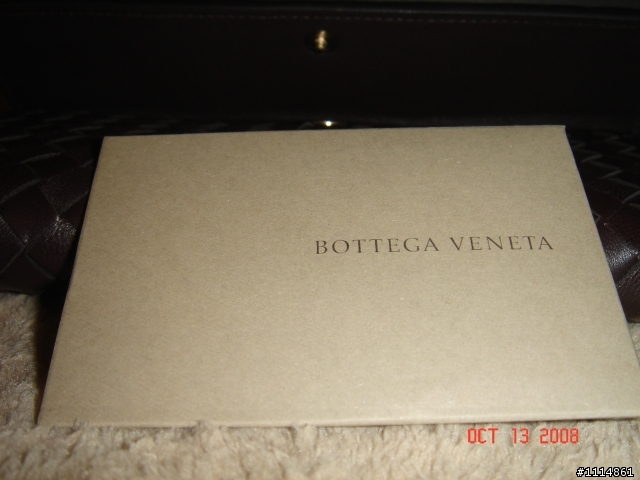 BOTTEGA VENETA
OCT 13 2008
#1114861